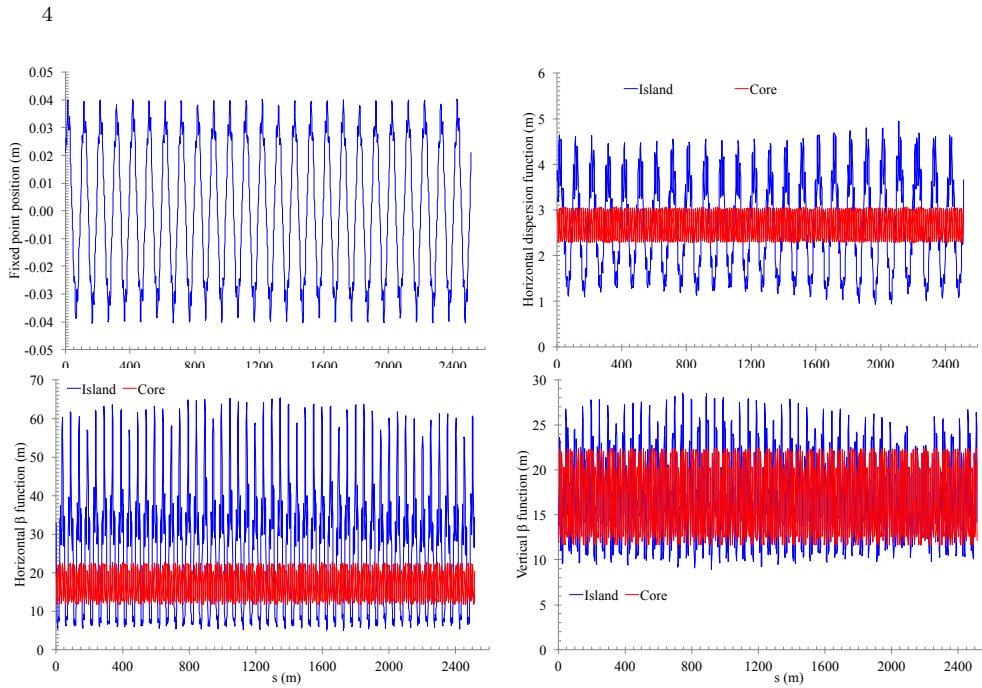 4
Fixed point position (m)
0.05
0.04
0.03
0.02
0.01
0.00
-0.01
-0.02
-0.03
-0.04
-0.05
0 400 800 1200 1600 2000 2400
Horizontal dispersion function (m)
Island Core
6
5
4
3
2
1
0
0 400 800 1200 1600 2000 2400
Horizontal β function (m)
Island Core
70
60
50
40
30
20
10
0
0 400 800 1200 1600 2000 2400
s (m)
Vertical β function (m)
30
25
20
15
10
5
0
Island Core
0 400 800 1200 1600 2000 2400
s (m)